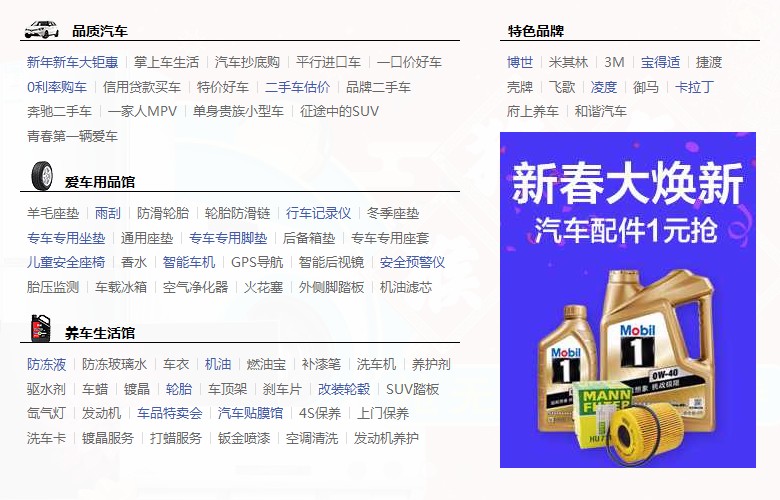 品质汽车
新年新车大钜惠 掌上车生活 汽车抄底购 平行进口车 一口价好车
0利率购车 信用贷款买车 特价好车 二手车估价 品牌二手车
奔驰二手车 一家人MPV 单身贵族小型车 征途中的SUV
青春第一辆爱车
爱车用品馆
羊毛座垫 雨刮 防滑轮胎 轮胎防滑链 行车记录仪 冬季座垫
专车专用坐垫 通用座垫 专车专用脚垫 后备箱垫 专车专用座套
儿童安全座椅 香水 智能车机 GPS导航 智能后视镜 安全预警仪
胎压监测 车载冰箱 空气净化器 火花塞 外侧脚踏板 机油滤芯
养车生活馆
防冻液 防冻玻璃水 车衣 机油 燃油宝 补漆笔 洗车机 养护剂
驱水剂 车蜡 镀晶 轮胎 车顶架 刹车片 改装轮毂 SUV踏板
氙气灯 发动机 车品特卖会 汽车贴膜馆 4S保养 上门保养
洗车卡 镀晶服务 打蜡服务 钣金喷漆 空调清洗 发动机养护
特色品牌
博世 米其林 3M 宝得适 捷渡
壳牌 飞歌 凌度 御马 卡拉丁
府上养车 和谐汽车
新春大焕新
汽车配件1元抢
Mobil
1
Mobil
1
0W-40
MANN
FILTER
HU 7